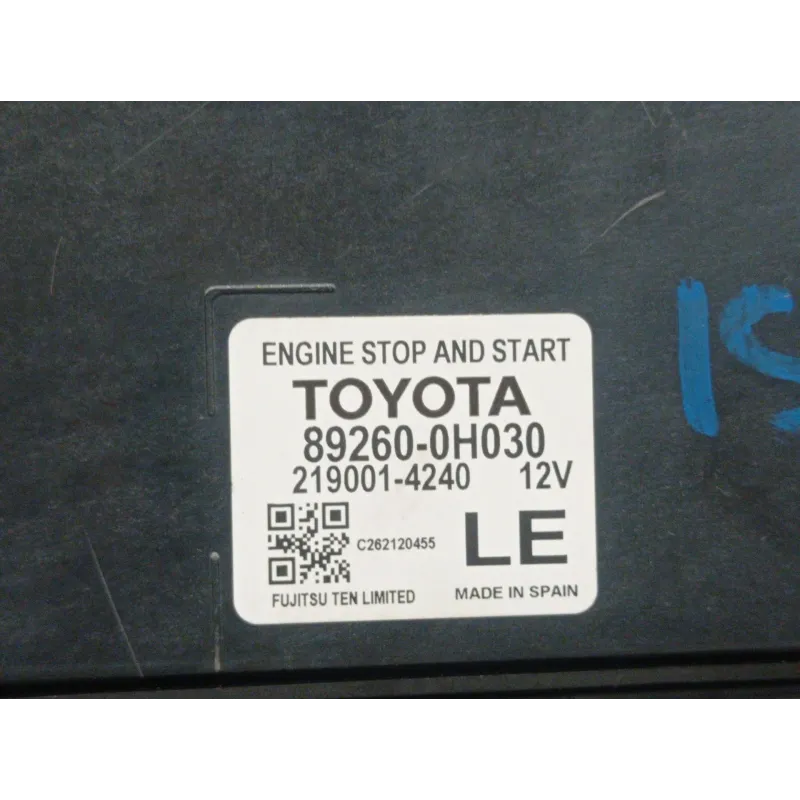 ENGINE STOP AND START
TOYOTA
89260-0H030
219001-4240 12V
C262120455
LE
FUJITSU TEN LIMITED
MADE IN SPAIN